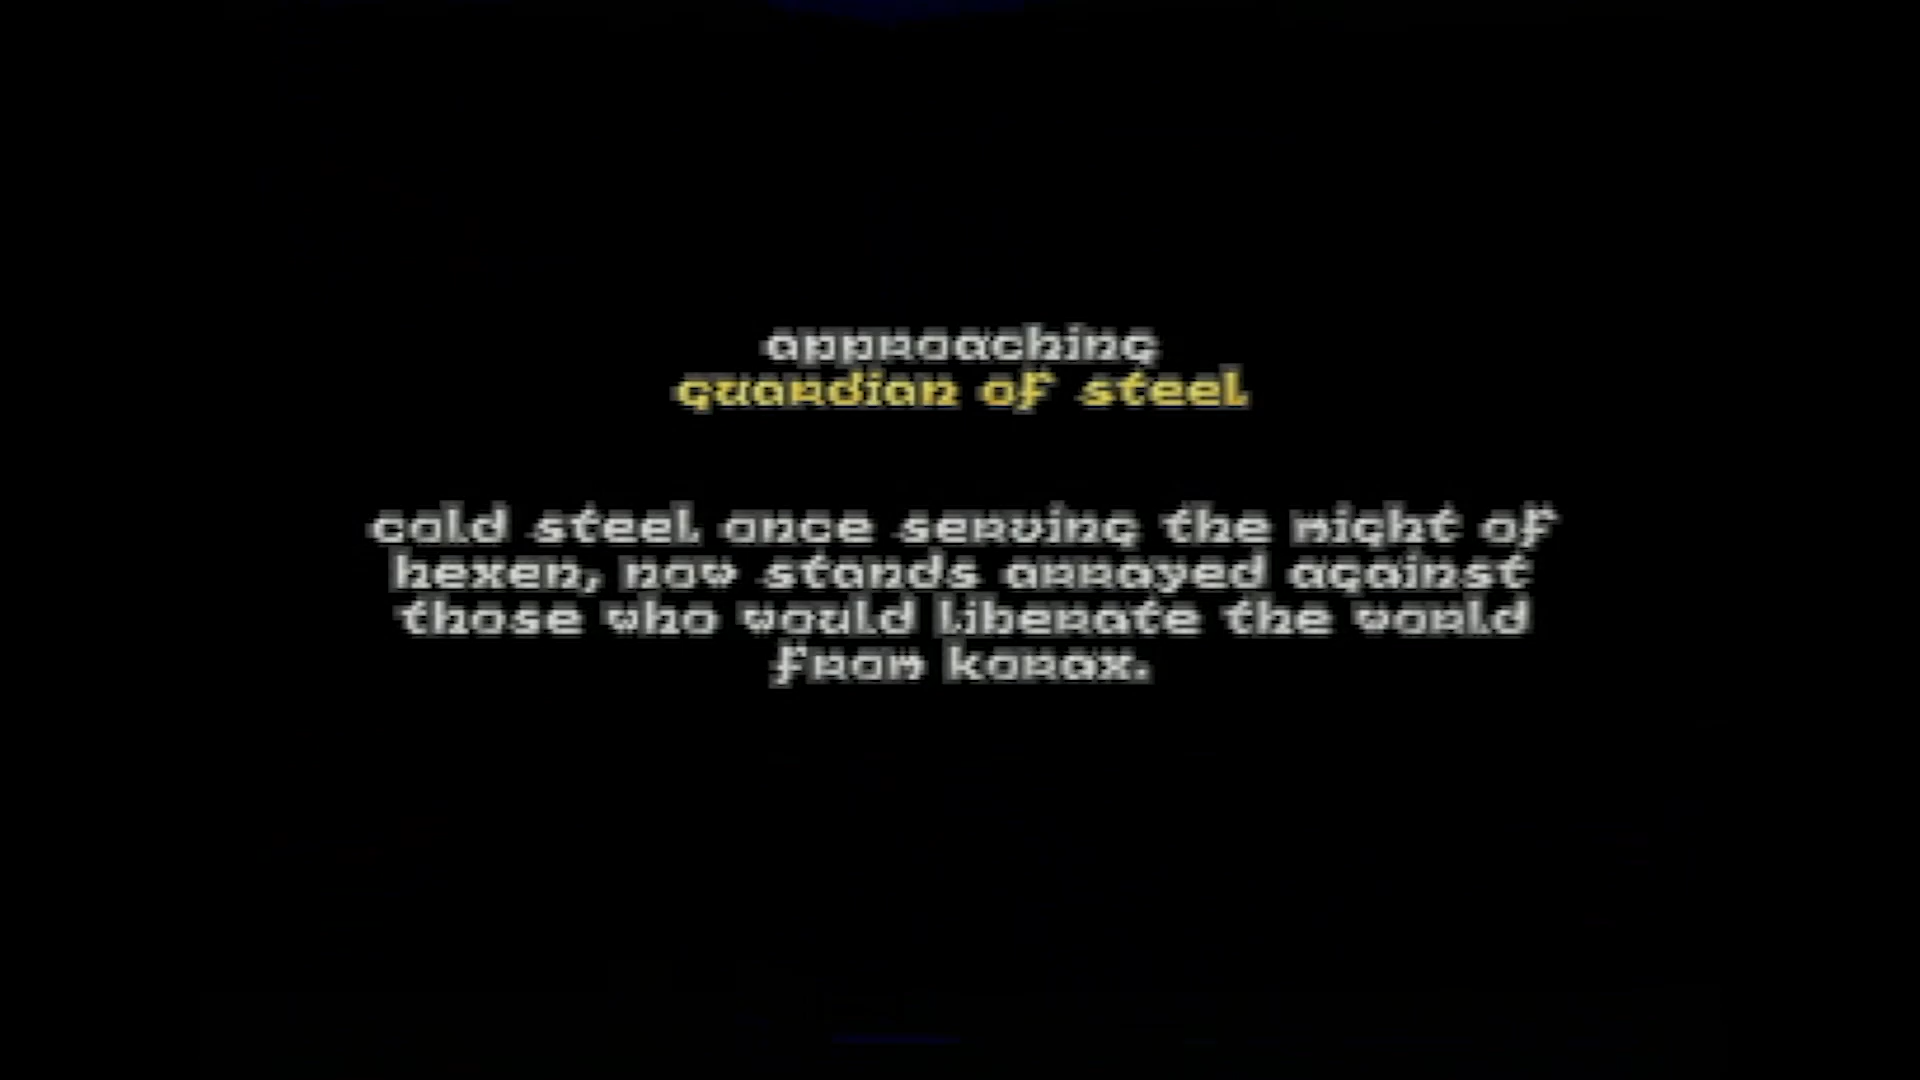 approaching
guardian of steel
cold steel once serving the might of
hexen, now stands arrayed against
those who would liberate the world
from korax.